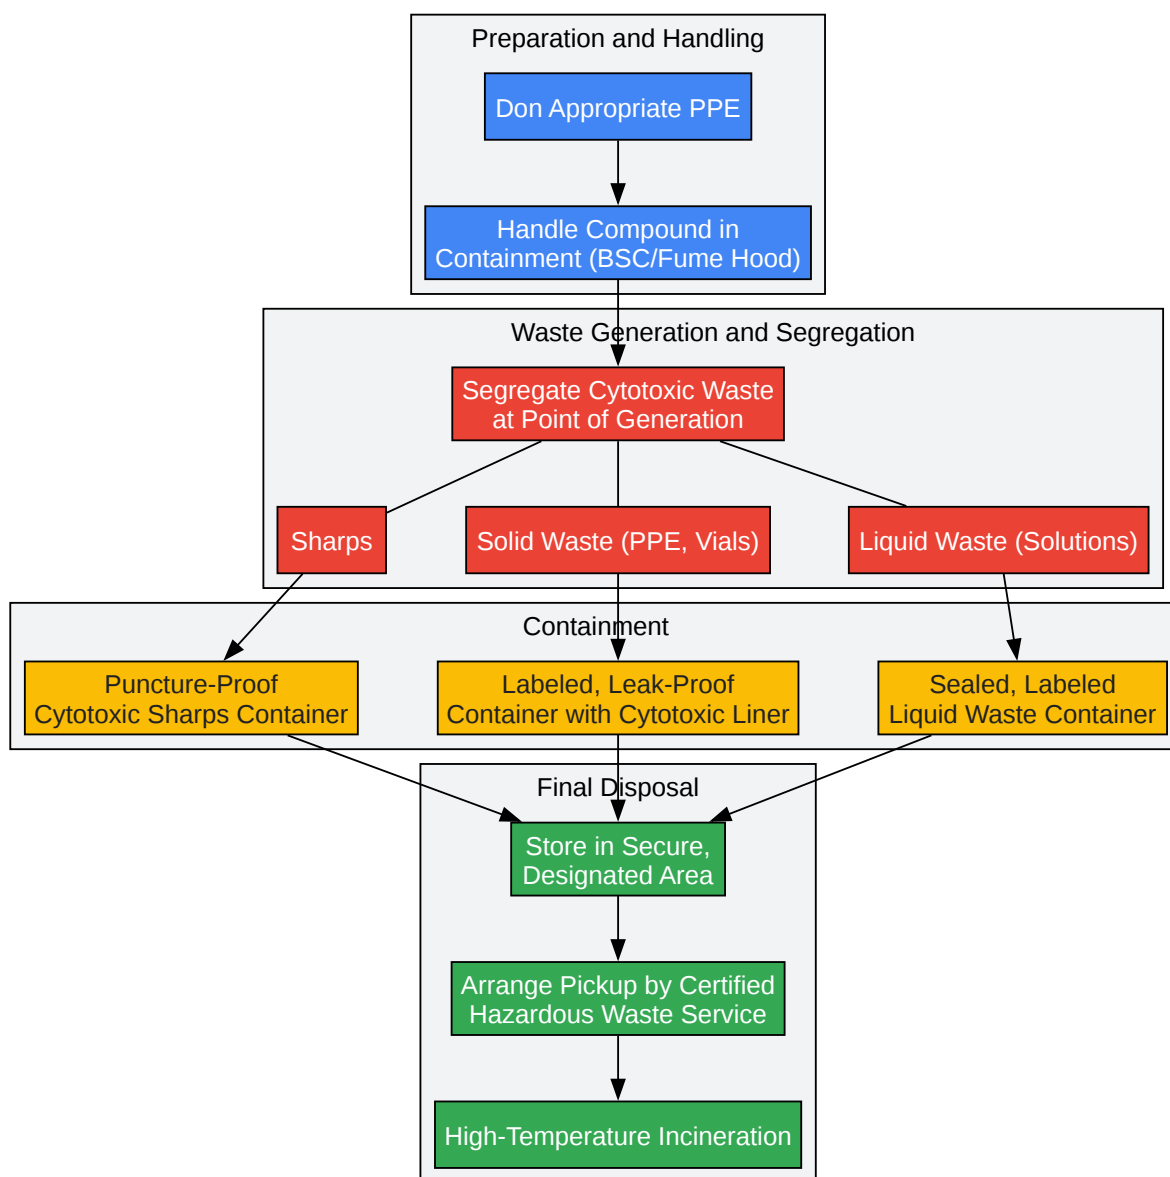 Preparation and Handling
Don Appropriate PPE
Handle Compound in
Containment (BSC/Fume Hood)
Waste Generation and Segregation
Segregate Cytotoxic Waste
at Point of Generation
Sharps
Solid Waste (PPE, Vials)
Liquid Waste (Solutions)
Containment
Puncture-Proof
Cytotoxic Sharps Container
Labeled, Leak-Proof
Container with Cytotoxic Liner
Sealed, Labeled
Liquid Waste Container
Final Disposal
Store in Secure,
Designated Area
Arrange Pickup by Certified
Hazardous Waste Service
High-Temperature Incineration